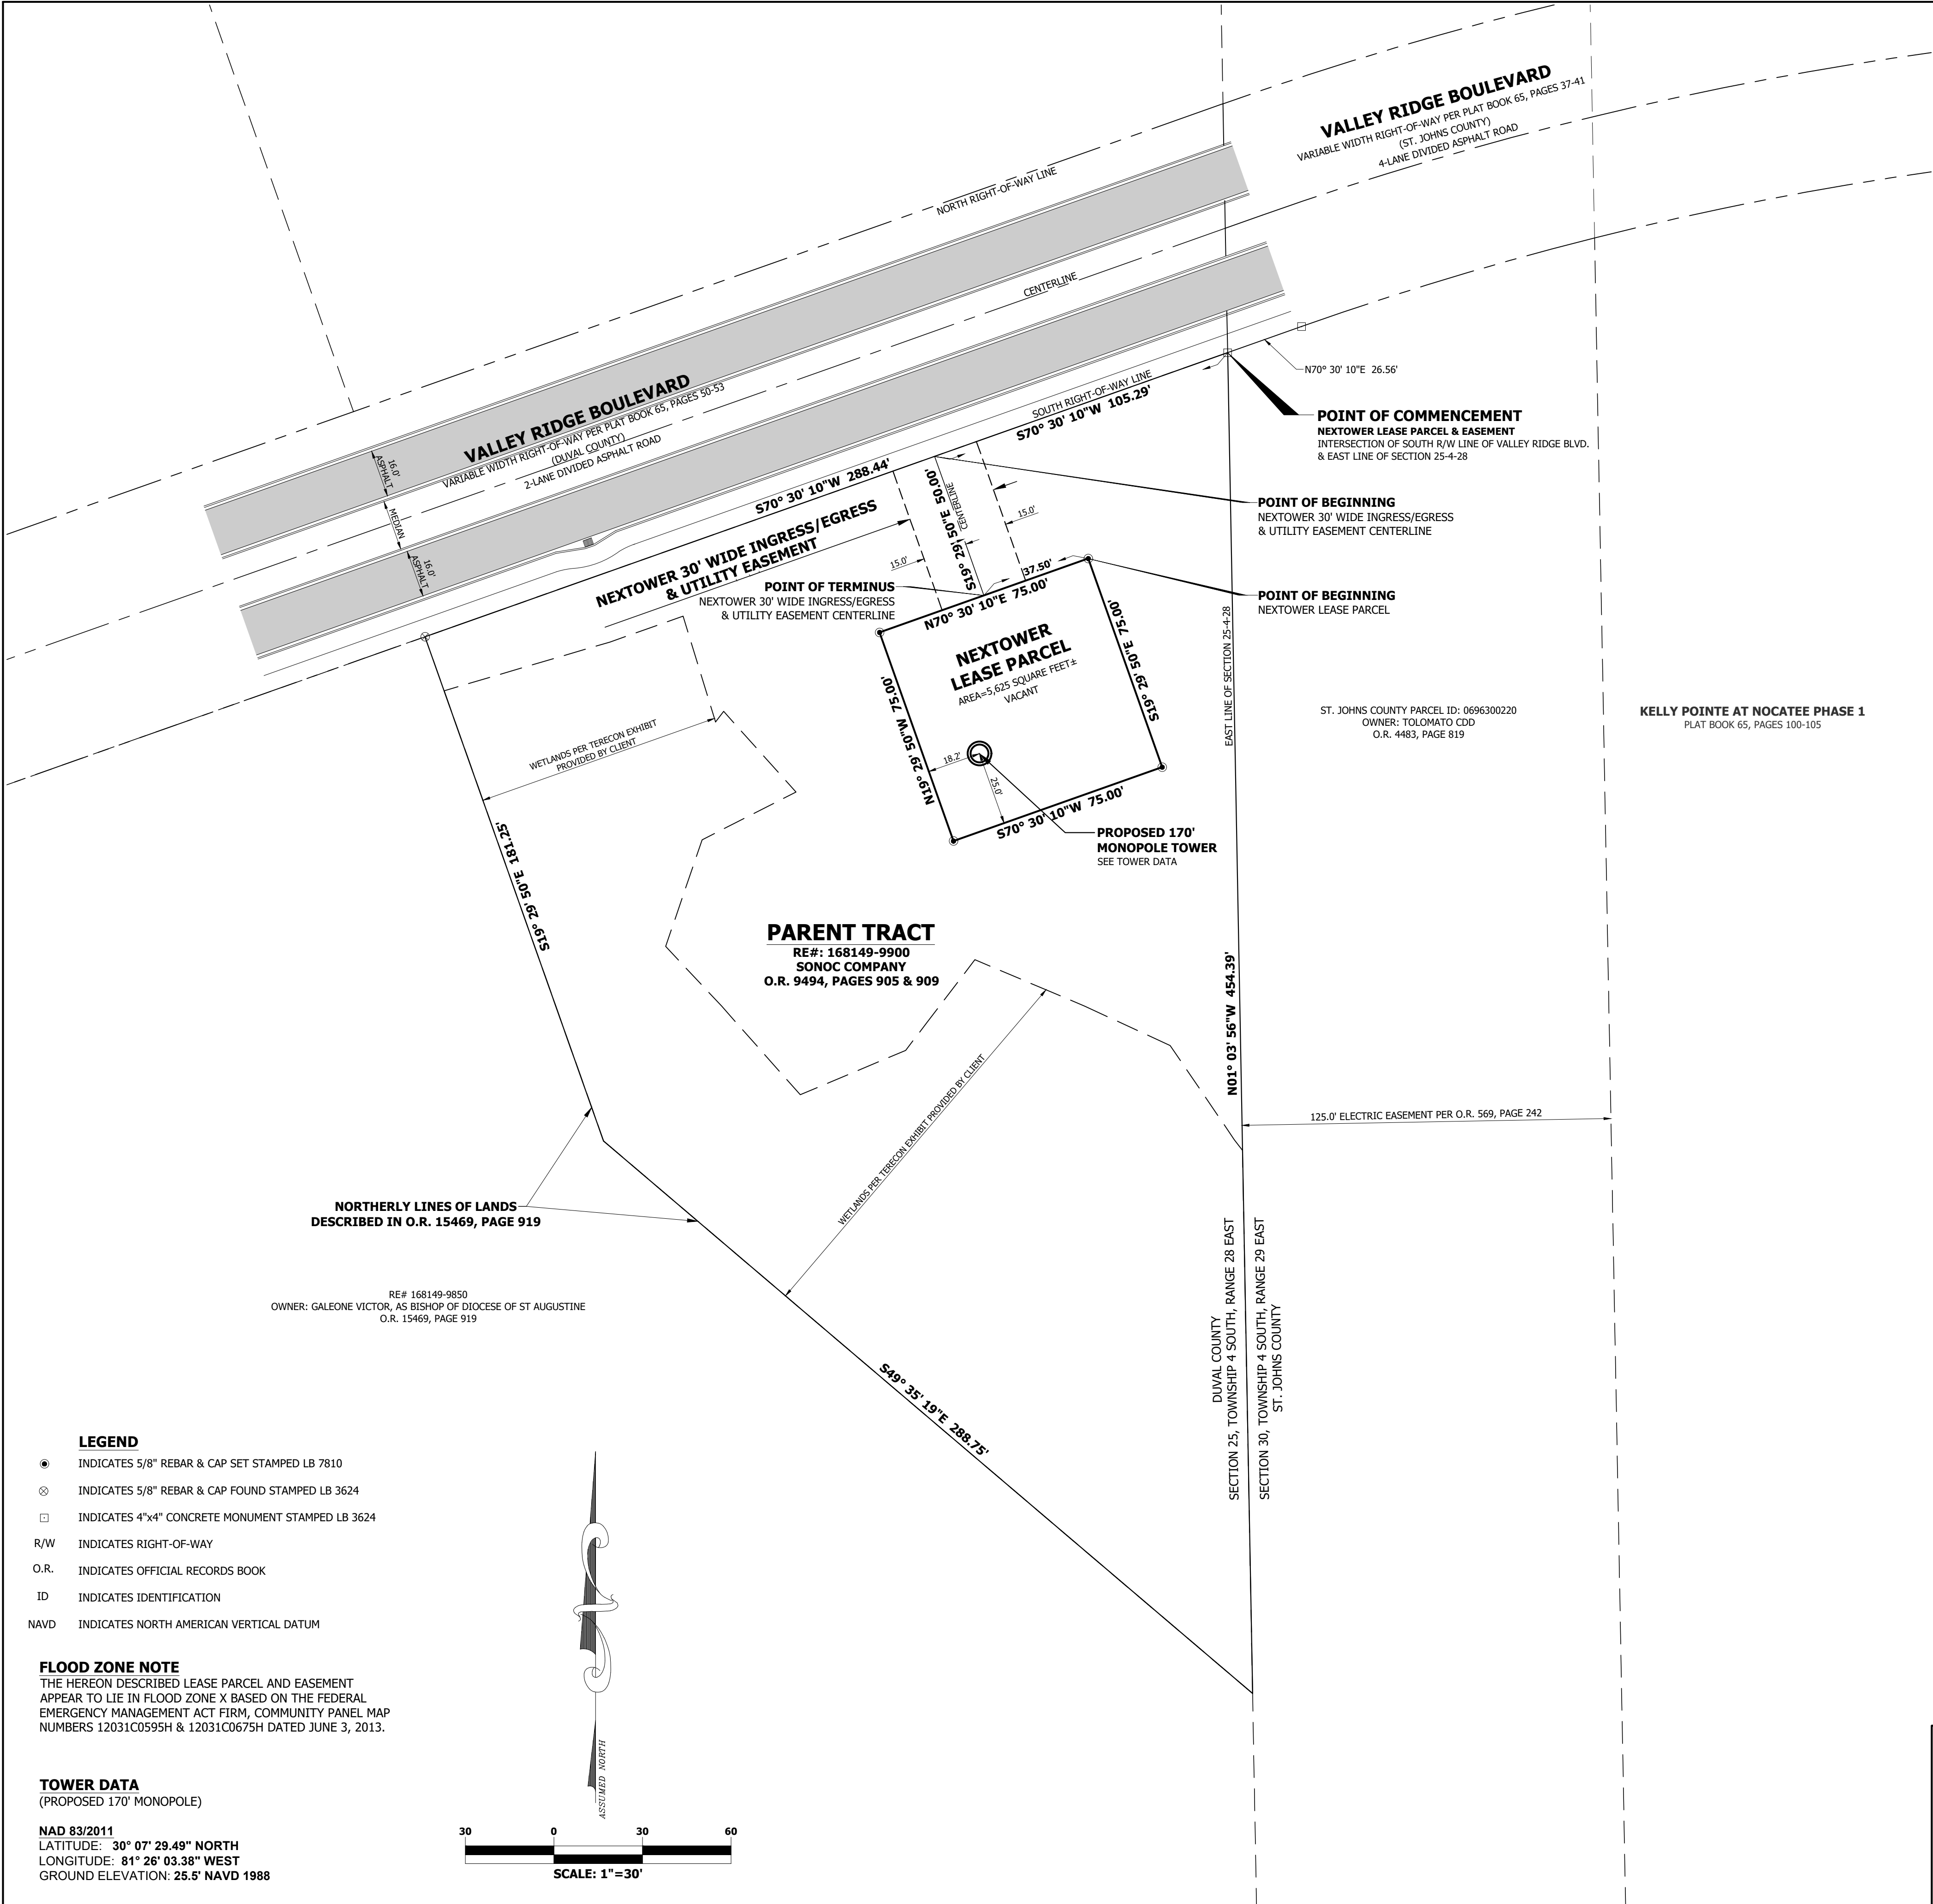 VALLEY RIDGE BOULEVARD
VARIABLE WIDTH RIGHT-OF-WAY PER PLAT BOOK 65, PAGES 37-41
(ST. JOHNS COUNTY)
4-LANE DIVIDED ASPHALT ROAD
NORTH RIGHT-OF-WAY LINE
CENTERLINE
VALLEY RIDGE BOULEVARD
VARIABLE WIDTH RIGHT-OF-WAY PER PLAT BOOK 65, PAGES 50-53
(DUVAL COUNTY)
2-LANE DIVIDED ASPHALT ROAD
16.0'
ASPHALT
MEDIAN
16.0'
ASPHALT
SOUTH RIGHT-OF-WAY LINE
S70° 30' 10"W 105.29'
N70° 30' 10"E 26.56'
POINT OF COMMENCEMENT
NEXTOWER LEASE PARCEL & EASEMENT
INTERSECTION OF SOUTH R/W LINE OF VALLEY RIDGE BLVD.
& EAST LINE OF SECTION 25-4-28
S70° 30' 10"W 288.44'
NEXTOWER 30' WIDE INGRESS/EGRESS
& UTILITY EASEMENT
S19° 29' 50"E 50.00'
CENTERLINE
15.0'
15.0'
POINT OF BEGINNING
NEXTOWER 30' WIDE INGRESS/EGRESS
& UTILITY EASEMENT CENTERLINE
POINT OF TERMINUS
NEXTOWER 30' WIDE INGRESS/EGRESS
& UTILITY EASEMENT CENTERLINE
37.50'
N70° 30' 10"E 75.00'
POINT OF BEGINNING
NEXTOWER LEASE PARCEL
NEXTOWER
LEASE PARCEL
AREA=5,625 SQUARE FEET±
VACANT
S19° 29' 50"E 75.00'
N19° 29' 50"W 75.00'
18.2'
25.0'
S70° 30' 10"W 75.00'
PROPOSED 170'
MONOPOLE TOWER
SEE TOWER DATA
EAST LINE OF SECTION 25-4-28
ST. JOHNS COUNTY PARCEL ID: 0696300220
OWNER: TOLOMATO CDD
O.R. 4483, PAGE 819
KELLY POINTE AT NOCATEE PHASE 1
PLAT BOOK 65, PAGES 100-105
WETLANDS PER TERECON EXHIBIT
PROVIDED BY CLIENT
S19° 29' 50"E 181.25'
PARENT TRACT
RE#: 168149-9900
SONOC COMPANY
O.R. 9494, PAGES 905 & 909
N01° 03' 56"W 454.39'
WETLANDS PER TERECON EXHIBIT PROVIDED BY CLIENT
125.0' ELECTRIC EASEMENT PER O.R. 569, PAGE 242
NORTHERLY LINES OF LANDS
DESCRIBED IN O.R. 15469, PAGE 919
RE# 168149-9850
OWNER: GALEONE VICTOR, AS BISHOP OF DIOCESE OF ST AUGUSTINE
O.R. 15469, PAGE 919
DUVAL COUNTY
SECTION 25, TOWNSHIP 4 SOUTH, RANGE 28 EAST
SECTION 30, TOWNSHIP 4 SOUTH, RANGE 29 EAST
ST. JOHNS COUNTY
S49° 35' 19"E 288.75'
LEGEND
INDICATES 5/8" REBAR & CAP SET STAMPED LB 7810
INDICATES 5/8" REBAR & CAP FOUND STAMPED LB 3624
INDICATES 4"x4" CONCRETE MONUMENT STAMPED LB 3624
R/W INDICATES RIGHT-OF-WAY
O.R. INDICATES OFFICIAL RECORDS BOOK
ID INDICATES IDENTIFICATION
NAVD INDICATES NORTH AMERICAN VERTICAL DATUM
FLOOD ZONE NOTE
THE HEREON DESCRIBED LEASE PARCEL AND EASEMENT
APPEAR TO LIE IN FLOOD ZONE X BASED ON THE FEDERAL
EMERGENCY MANAGEMENT ACT FIRM, COMMUNITY PANEL MAP
NUMBERS 12031C0595H & 12031C0675H DATED JUNE 3, 2013.
TOWER DATA
(PROPOSED 170' MONOPOLE)
NAD 83/2011
LATITUDE: 30° 07' 29.49" NORTH
LONGITUDE: 81° 26' 03.38" WEST
GROUND ELEVATION: 25.5' NAVD 1988
ASSUMED NORTH
30 0 30 60
SCALE: 1"=30'